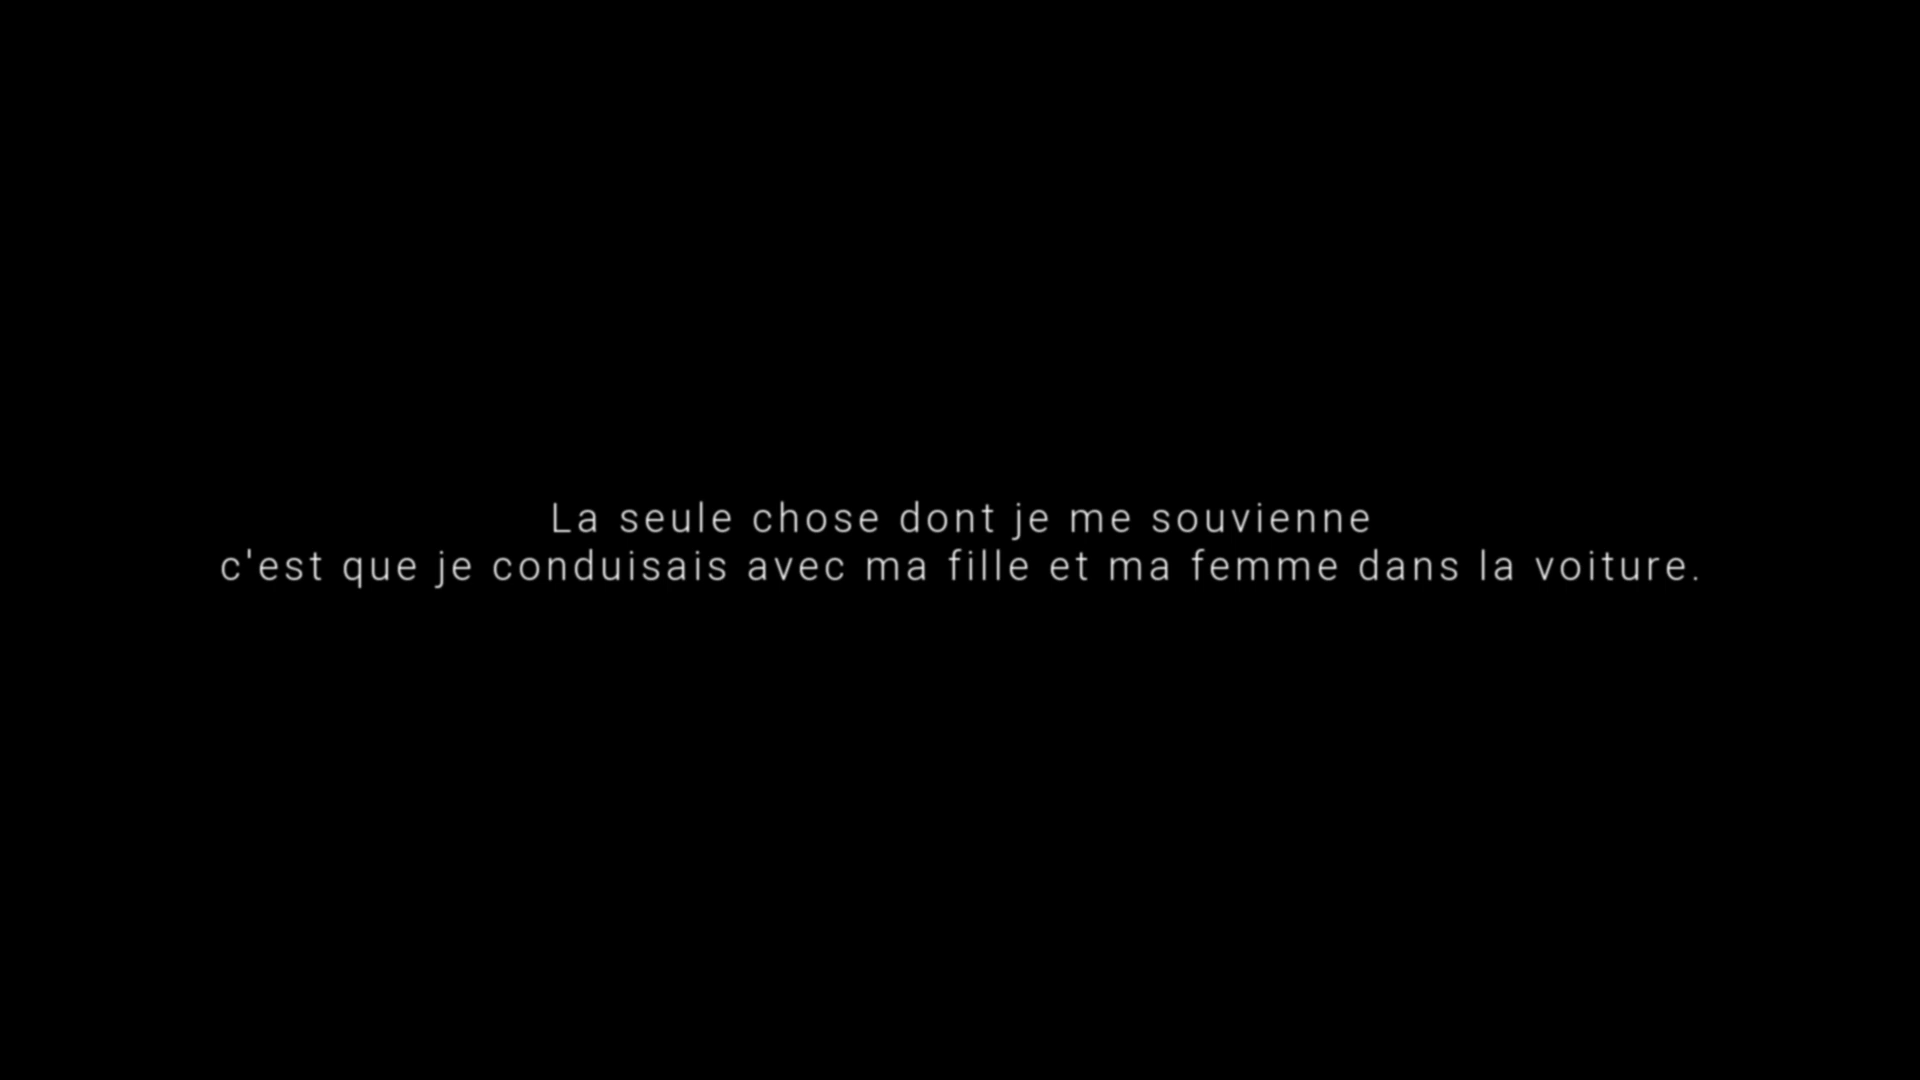 La seule chose dont je me souvienne
c'est que je conduisais avec ma fille et ma femme dans la voiture.